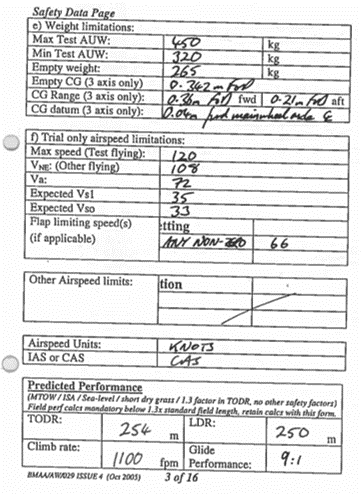 Safety Data Page
e) Weight limitations:
Max Test AUW: 450 kg
Min Test AUW: 320 kg
Empty weight: 265 kg
Empty CG (3 axis only) 0.342 m FWD
CG Range (3 axis only): 0.36m FWD fwd 0.21m FWD aft
CG datum (3 axis only): 0.04m fwd mainwheel axle
f) Trial only airspeed limitations:
Max speed (Test flying): 120
VNE: (Other flying) 108
Va: 72
Expected Vs1 35
Expected Vso 33
Flap limiting speed(s) etting
(if applicable) ANY NON-ZERO 66
Other Airspeed limits: tion
Airspeed Units: KNOTS
IAS or CAS CAS
Predicted Performance
(MTOW / ISA / Sea-level / short dry grass / 1.3 factor in TODR, no other safety factors)
Field perf calcs mandatory below 1.3x standard field length, retain calcs with this form.
TODR: 254 m LDR: 250 m
Climb rate: 1100 fpm Glide Performance: 9:1
BMAA/AW/029 ISSUE 4 (Oct 2005) 3 of 16